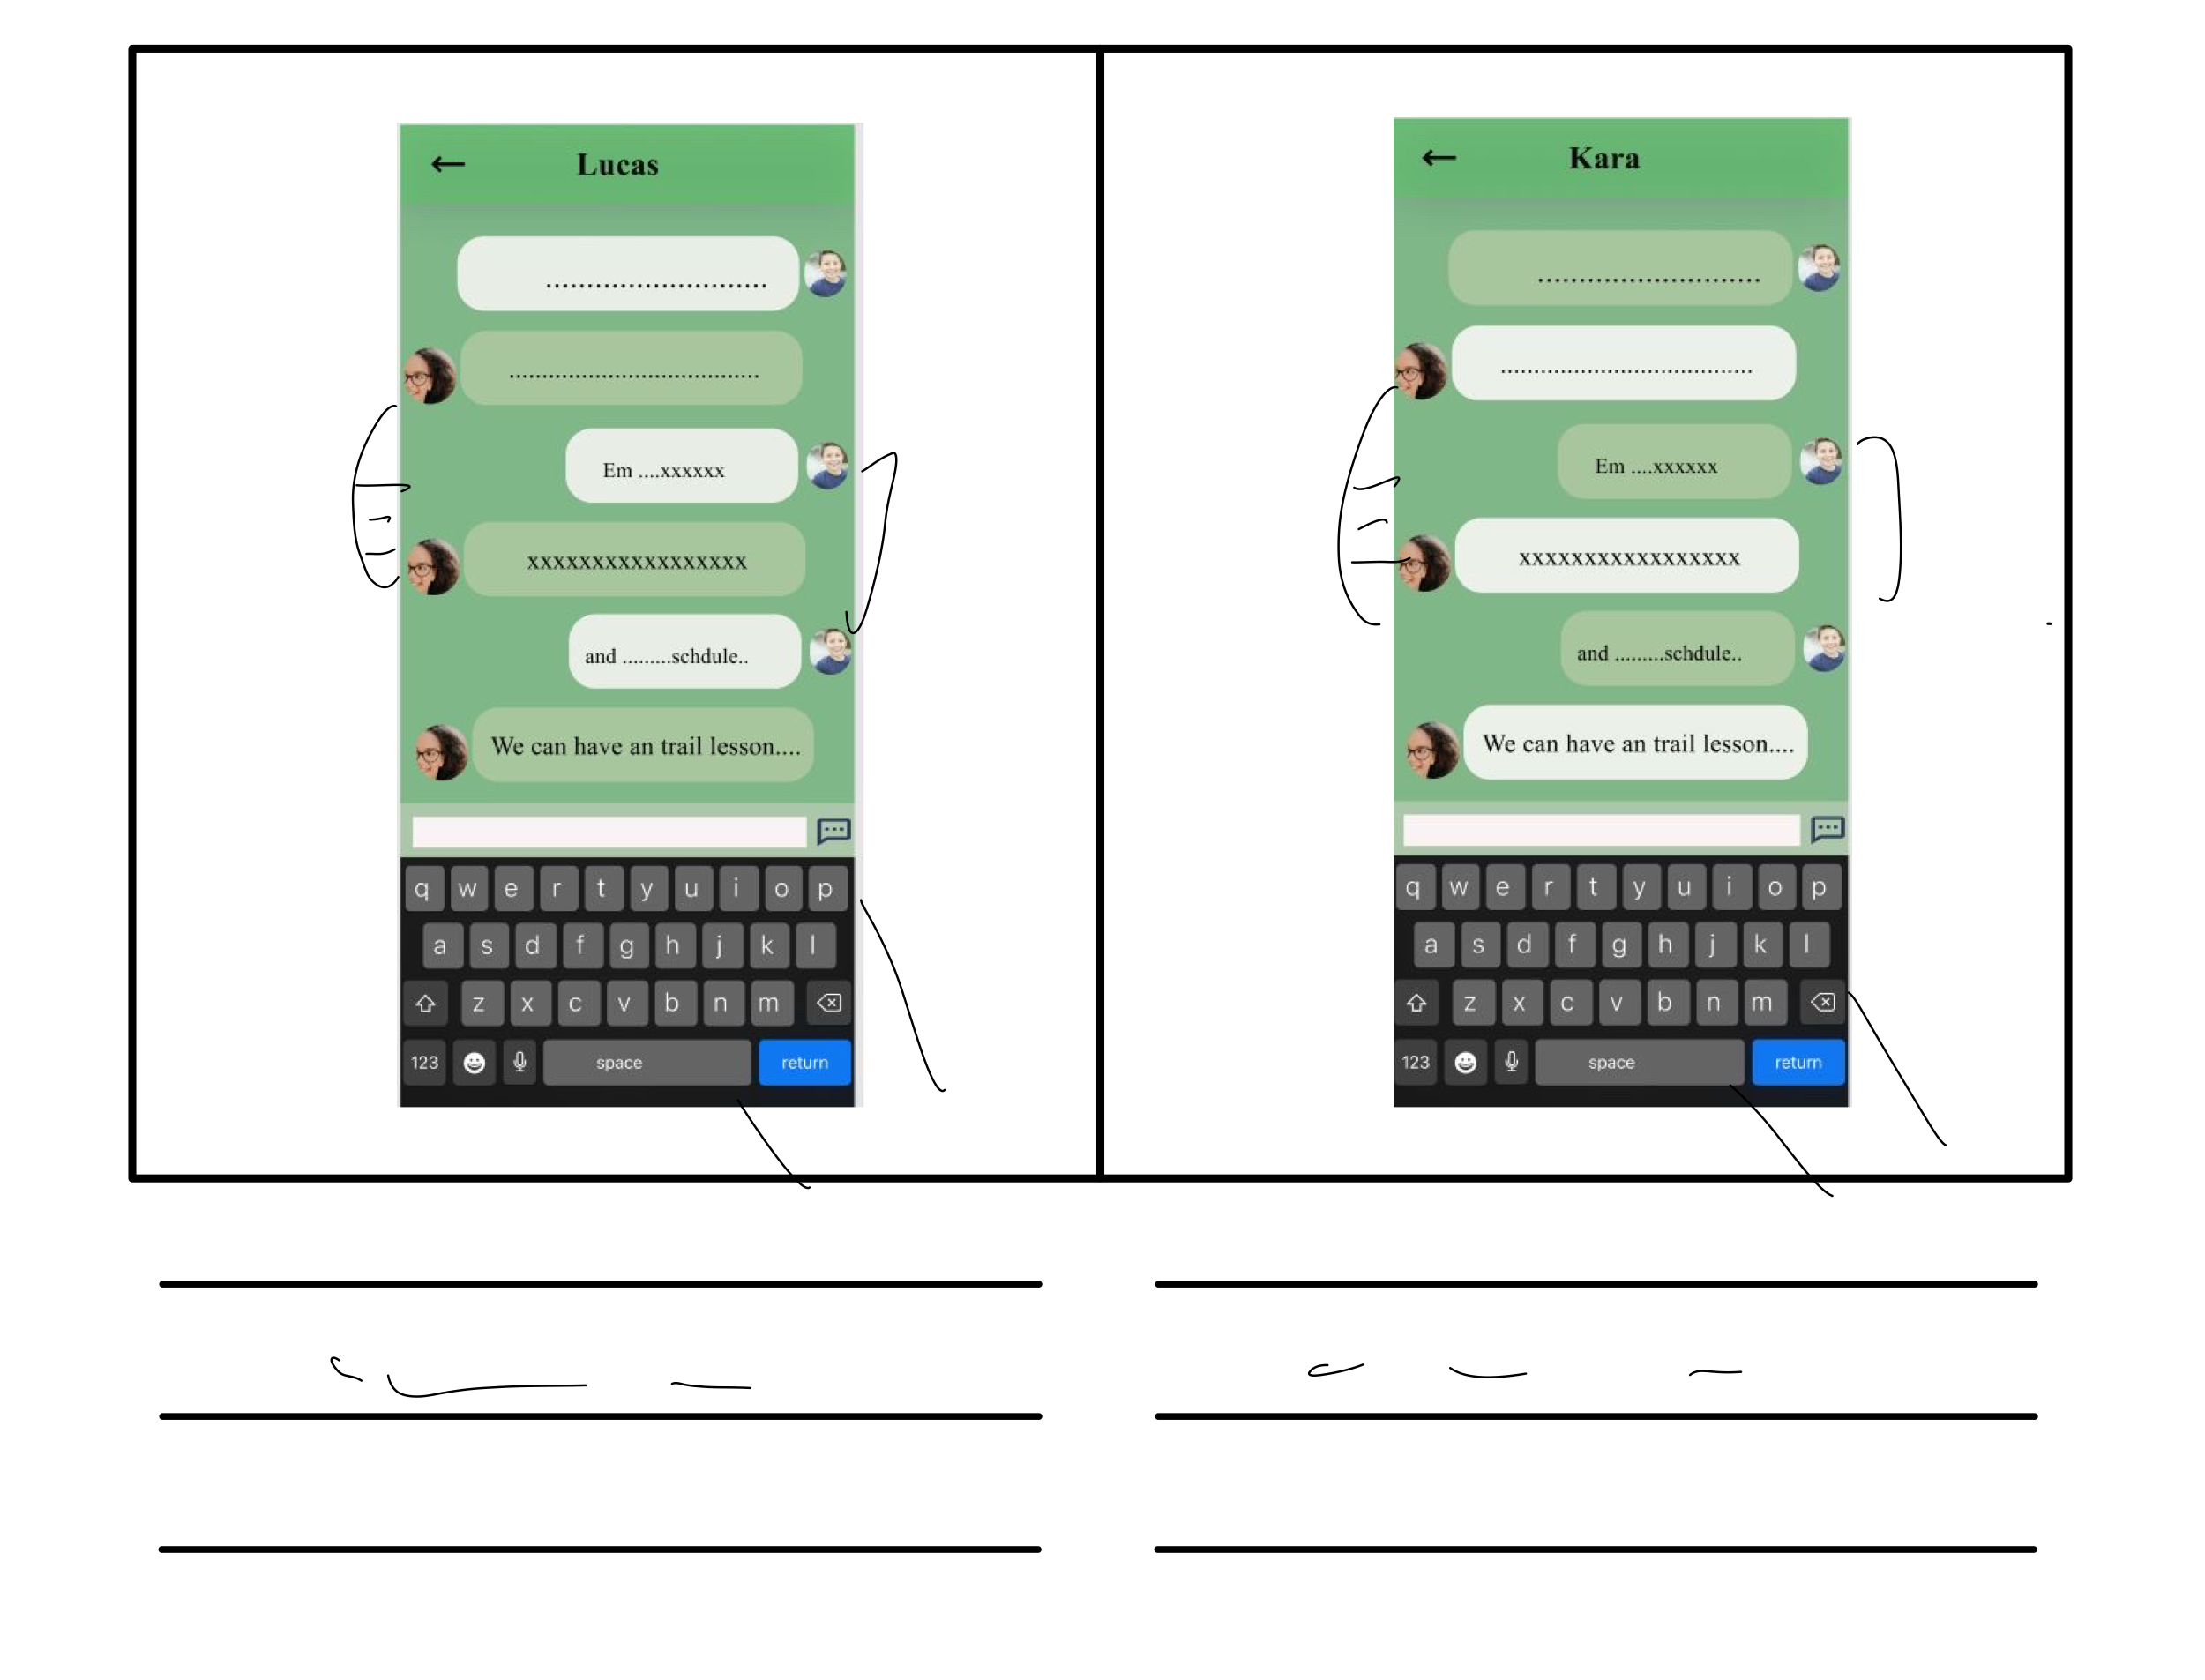 Lucas
..........................
......................................
Em ....xxxxxx
xxxxxxxxxxxxxxxxx
and .........schdule..
We can have an trail lesson....
q w e r t y u i o p
a s d f g h j k l
z x c v b n m
123 space return
Kara
..........................
......................................
Em ....xxxxxx
xxxxxxxxxxxxxxxxx
and .........schdule..
We can have an trail lesson....
q w e r t y u i o p
a s d f g h j k l
z x c v b n m
123 space return